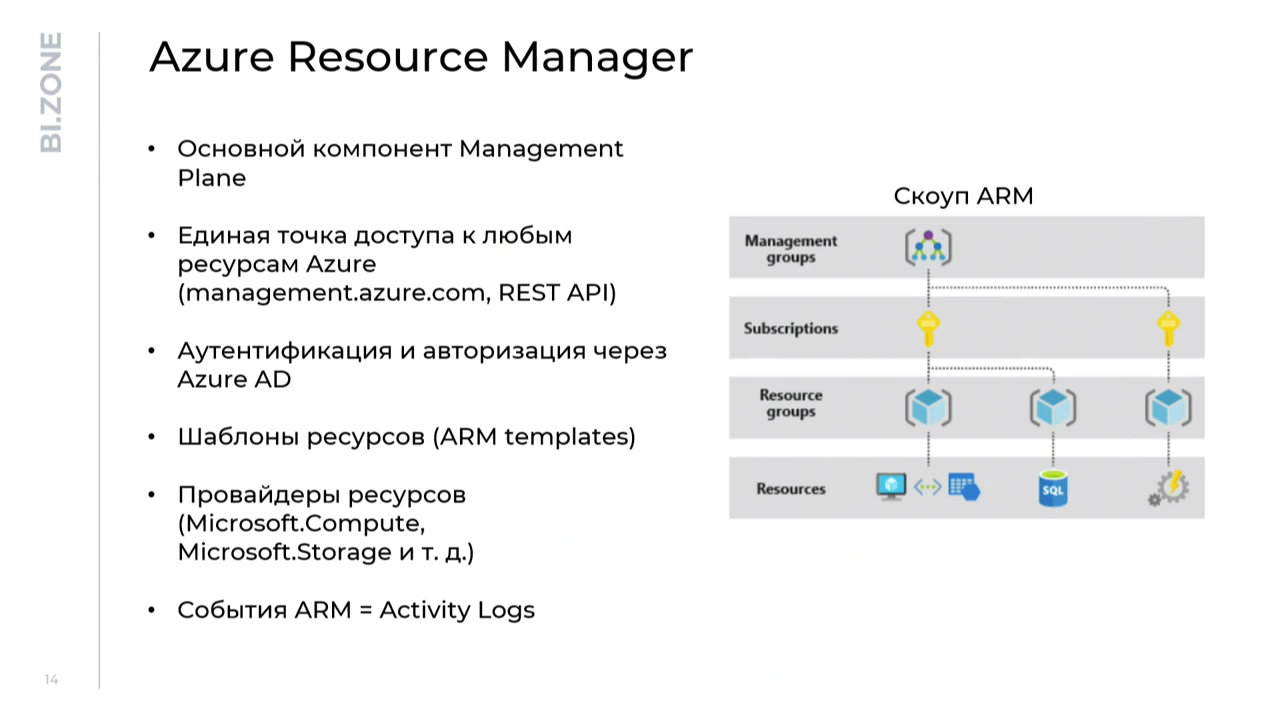 BI.ZONE
Azure Resource Manager
• Основной компонент Management
Plane
• Единая точка доступа к любым
ресурсам Azure
(management.azure.com, REST API)
• Аутентификация и авторизация через
Azure AD
• Шаблоны ресурсов (ARM templates)
• Провайдеры ресурсов
(Microsoft.Compute,
Microsoft.Storage и т. д.)
• События ARM = Activity Logs
Скоуп ARM
Management
groups
Subscriptions
Resource
groups
Resources
SQL
14